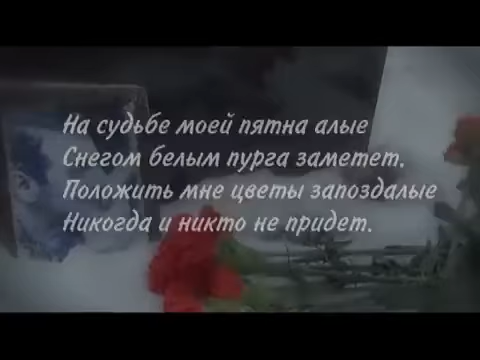 На судьбе моей пятна алые
Снегом белым пурга заметет.
Положить мне цветы запоздалые
Никогда и никто не придет.